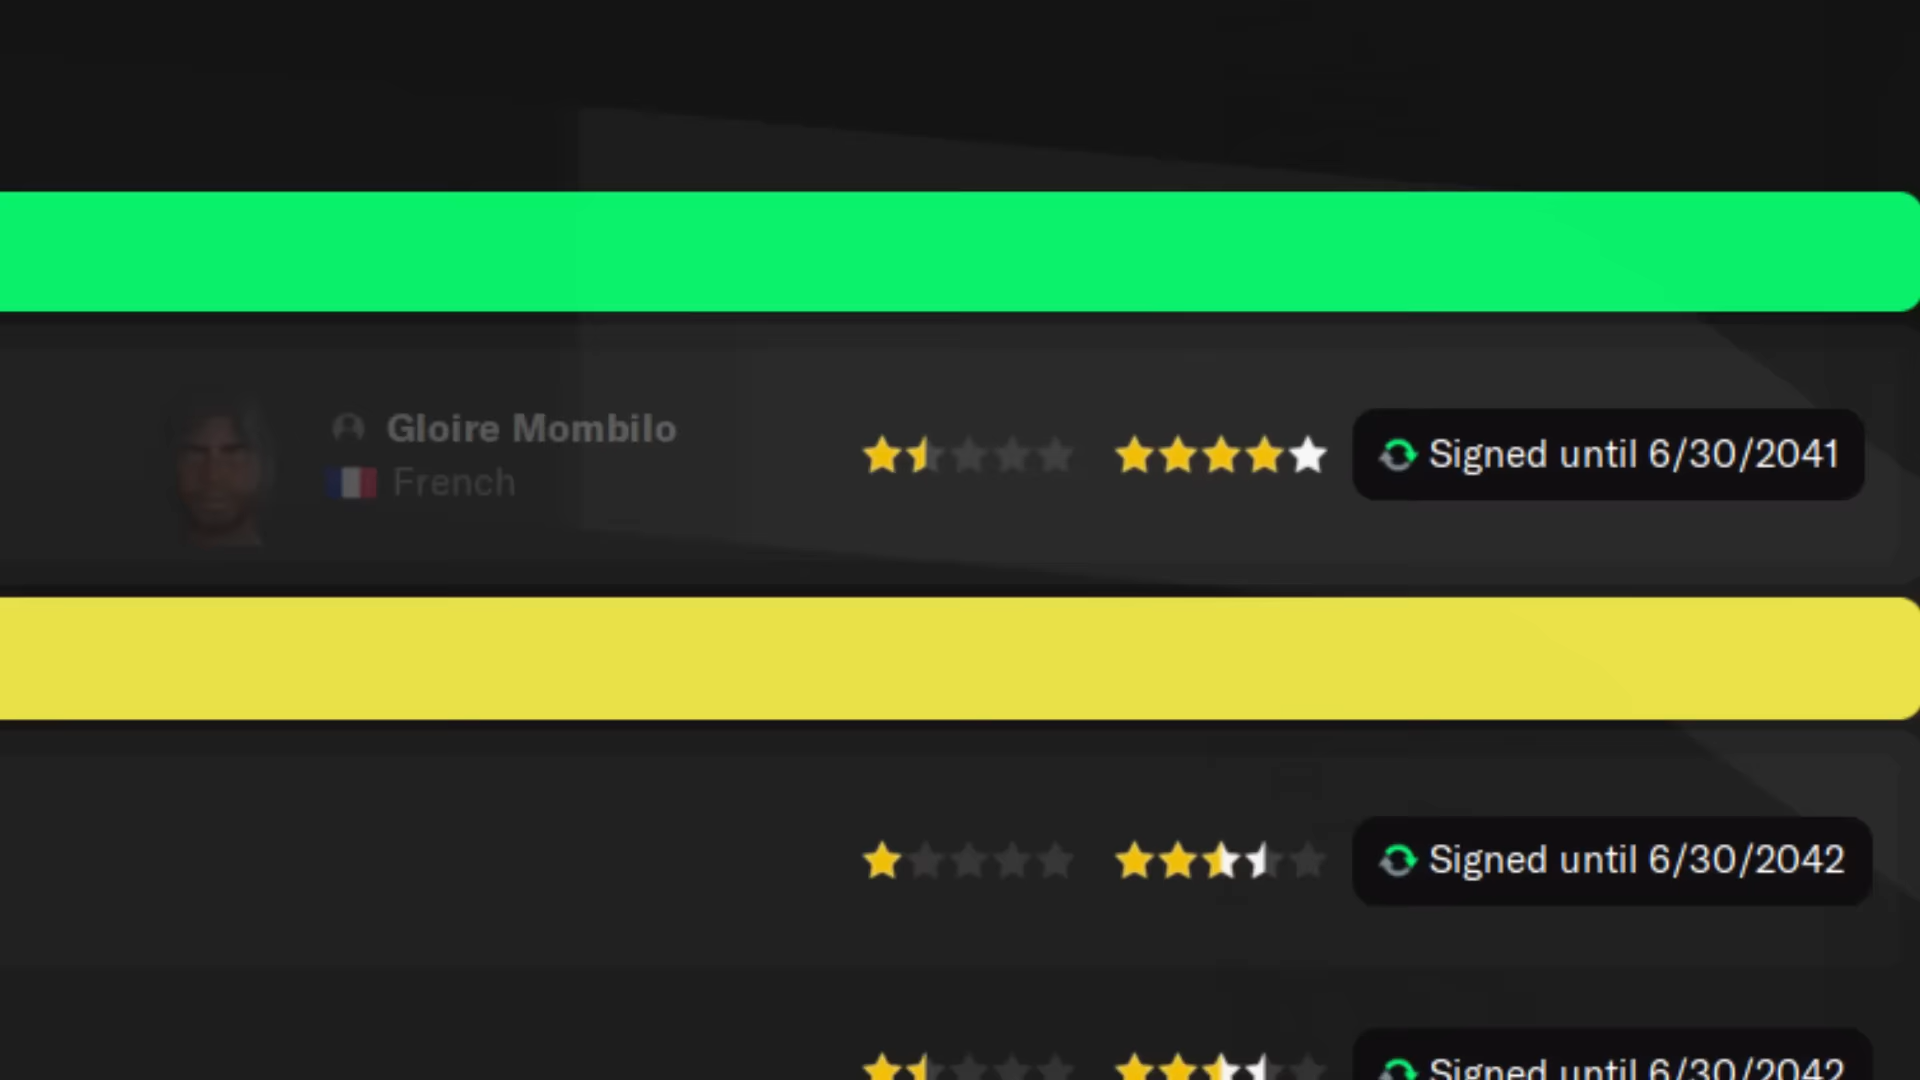 Gloire Mombilo
French
Signed until 6/30/2041
Signed until 6/30/2042
Signed until 6/30/2042